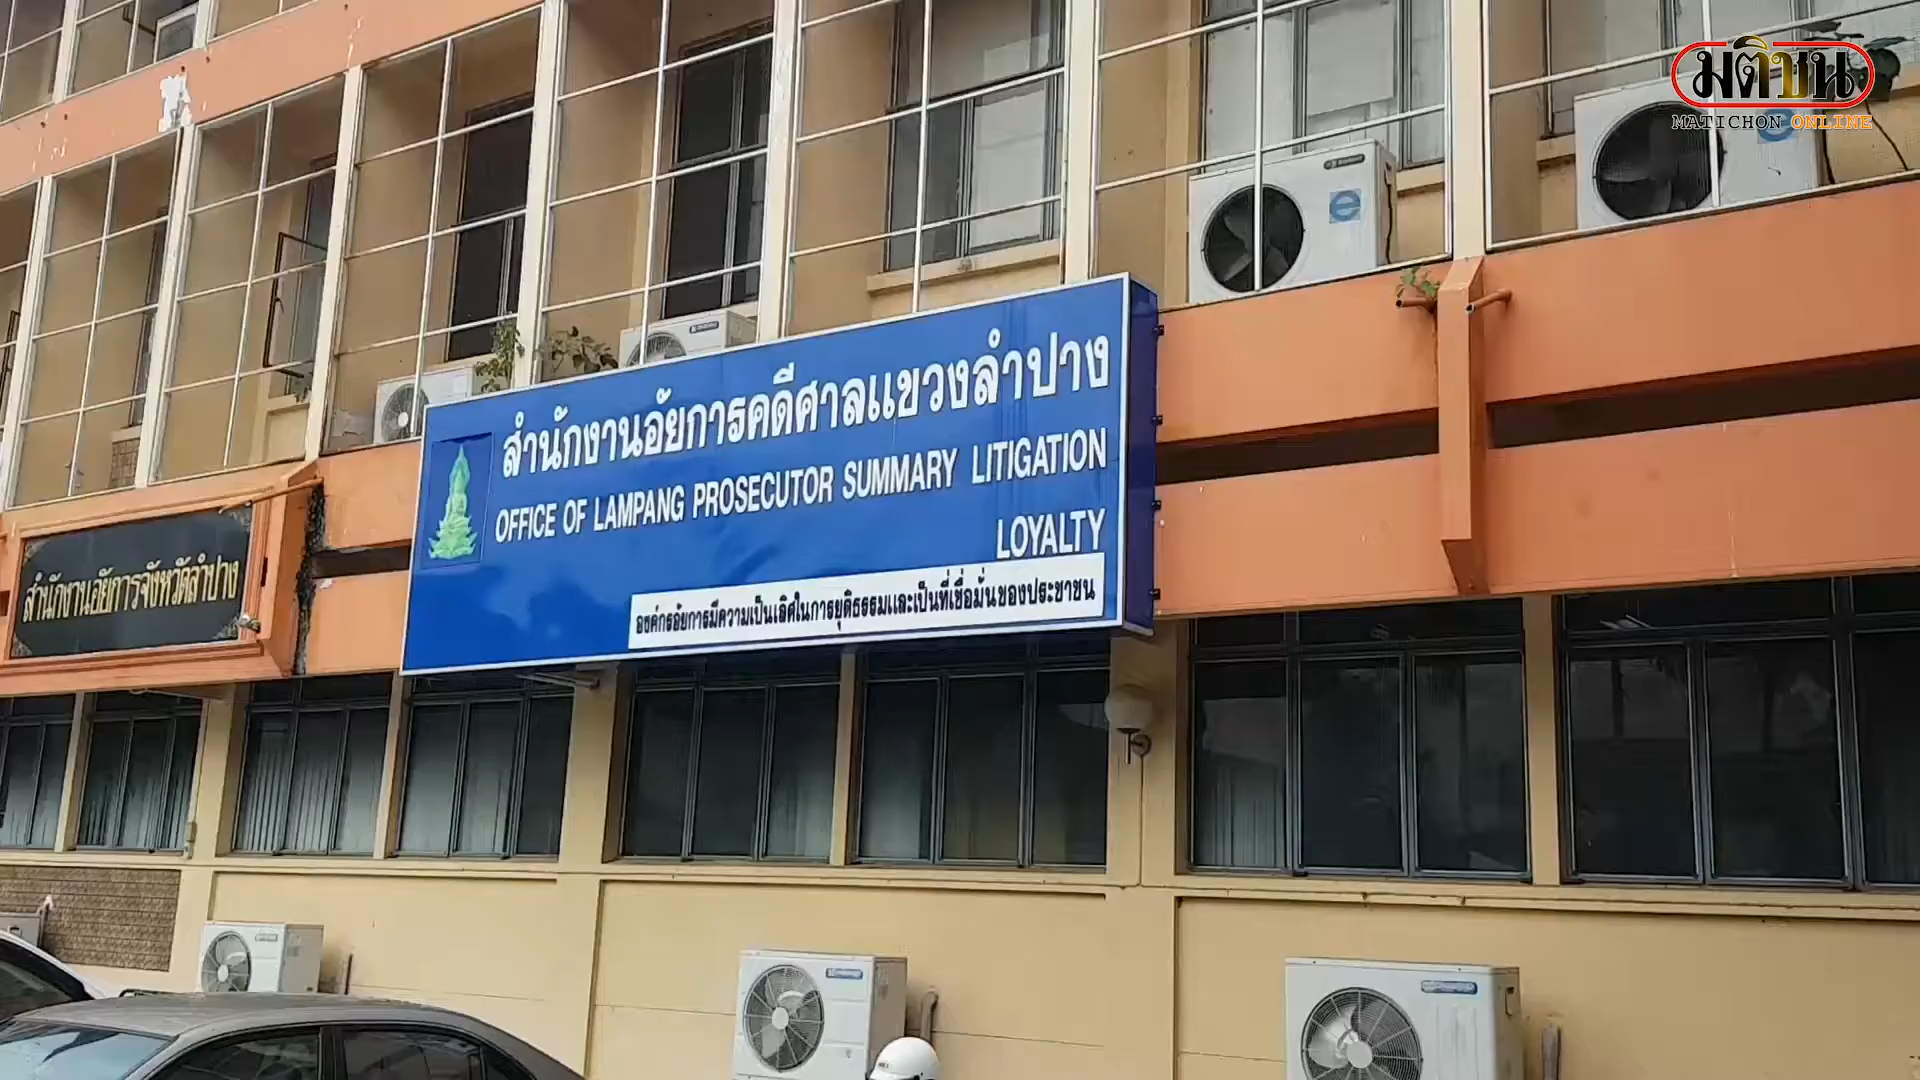 มติชน
MATICHON ONLINE
สำนักงานอัยการคดีศาลแขวงลำปาง
OFFICE OF LAMPANG PROSECUTOR SUMMARY LITIGATION
LOYALTY
องค์กรอัยการมีความเป็นเลิศในการยุติธรรมและเป็นที่เชื่อมั่นของประชาชน
สำนักงานอัยการจังหวัดลำปาง
e
e